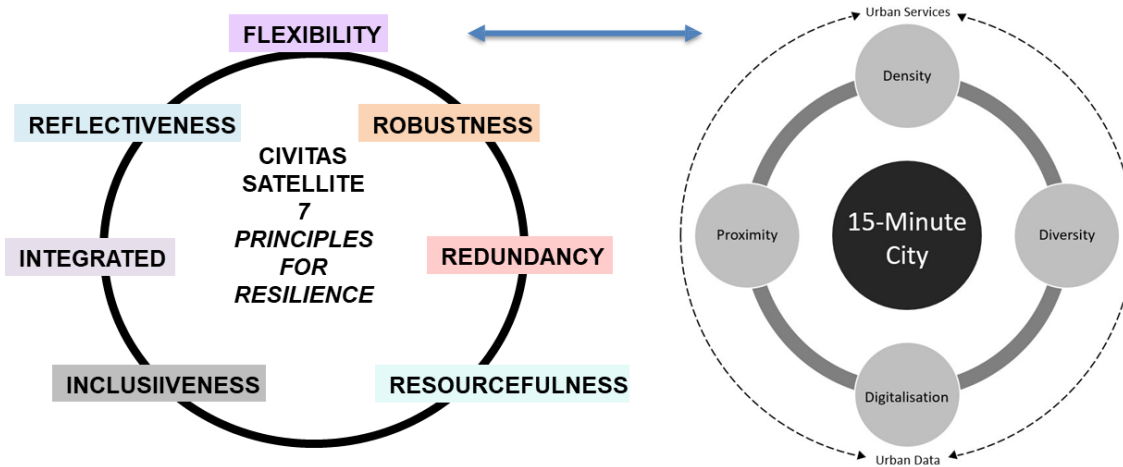 FLEXIBILITY
REFLECTIVENESS
ROBUSTNESS
CIVITAS
SATELLITE
7
PRINCIPLES
FOR
RESILIENCE
INTEGRATED
REDUNDANCY
INCLUSIIVENESS
RESOURCEFULNESS
Urban Services
Density
Proximity
15-Minute
City
Diversity
Digitalisation
Urban Data